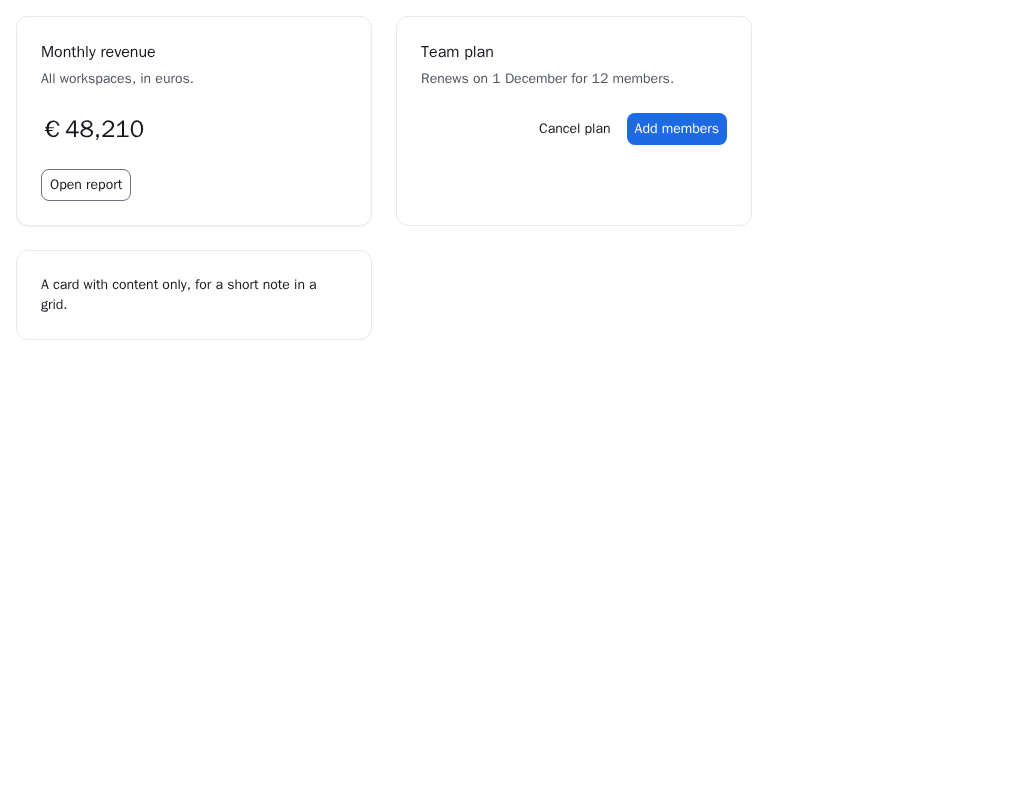 Monthly revenue
All workspaces, in euros.
€ 48,210
Open report
Team plan
Renews on 1 December for 12 members.
Cancel plan
Add members
A card with content only, for a short note in a
grid.